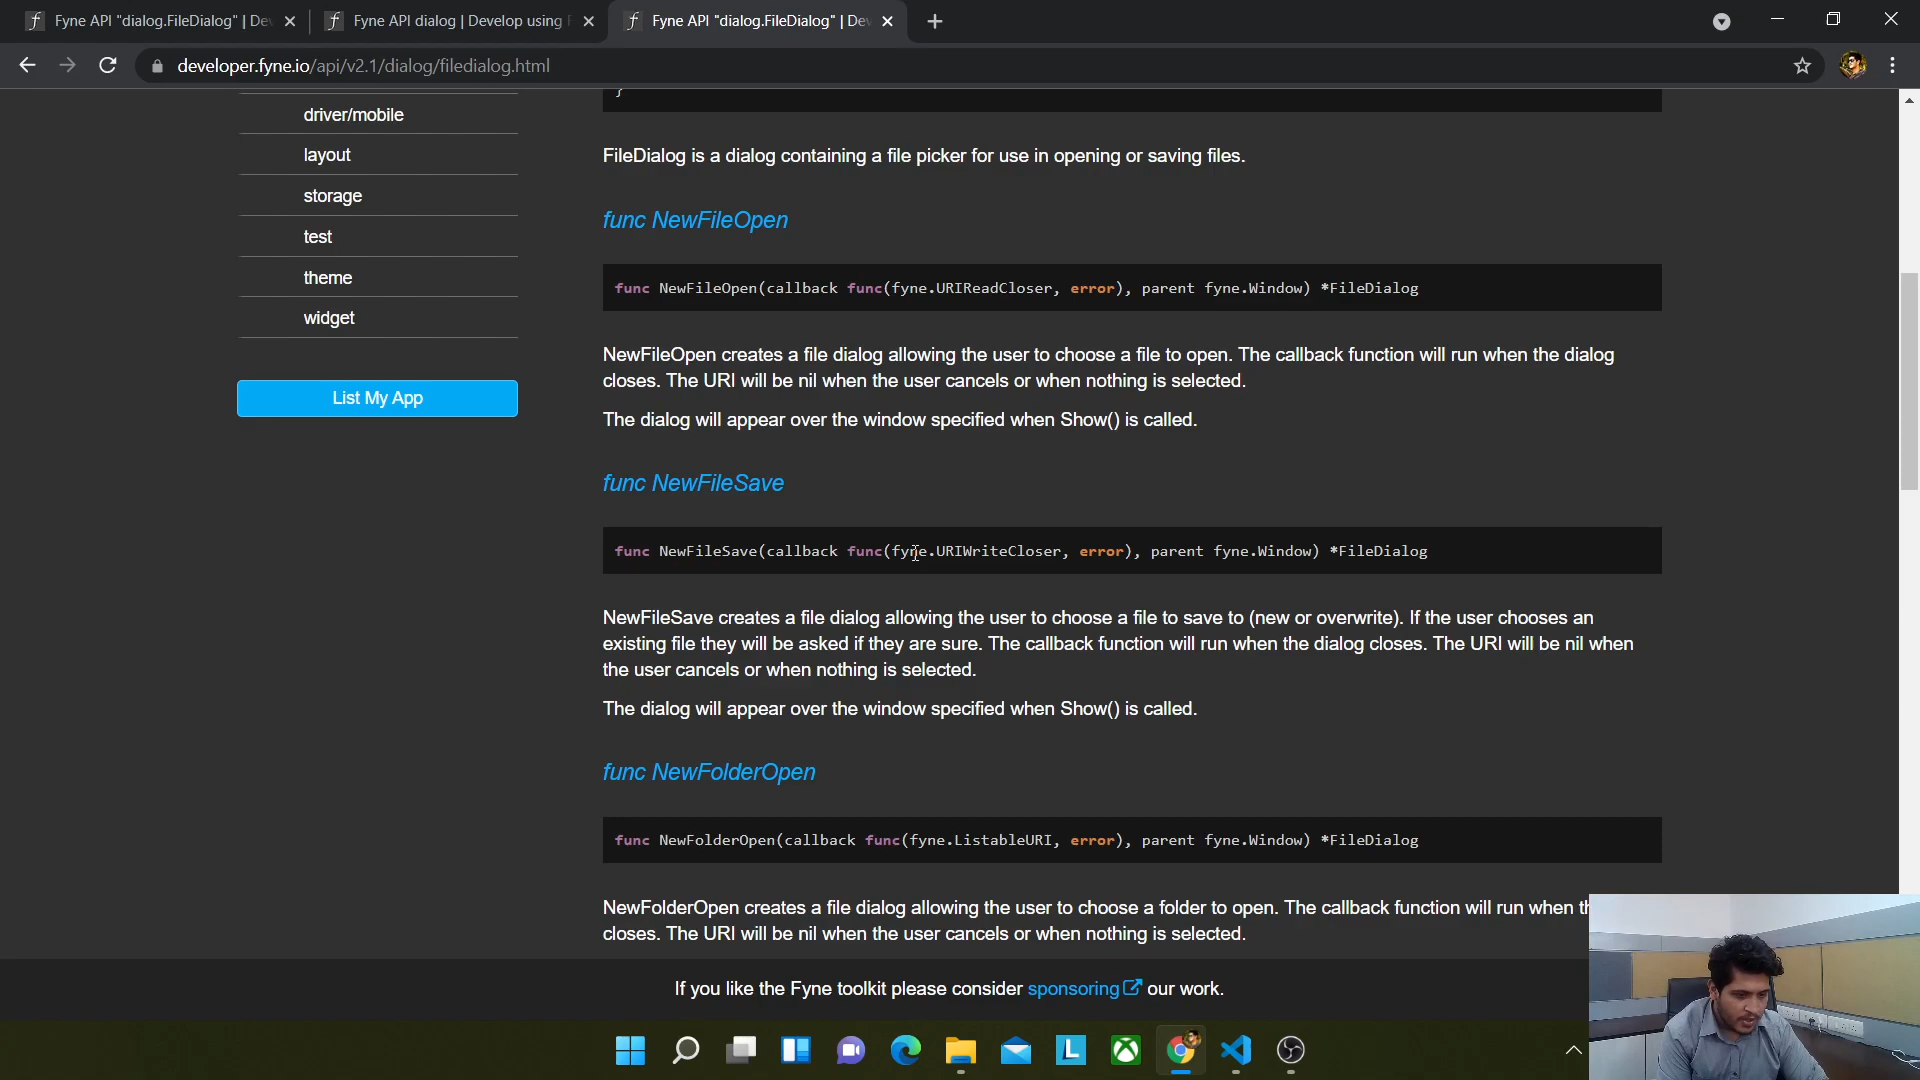 Fyne API "dialog.FileDialog" | De
Fyne API dialog | Develop using
Fyne API "dialog.FileDialog" | De
developer.fyne.io/api/v2.1/dialog/filedialog.html
}
driver/mobile
layout
storage
test
theme
widget
List My App
FileDialog is a dialog containing a file picker for use in opening or saving files.
func NewFileOpen
func NewFileOpen(callback func(fyne.URIReadCloser, error), parent fyne.Window) *FileDialog
NewFileOpen creates a file dialog allowing the user to choose a file to open. The callback function will run when the dialog
closes. The URI will be nil when the user cancels or when nothing is selected.
The dialog will appear over the window specified when Show() is called.
func NewFileSave
func NewFileSave(callback func(fyne.URIWriteCloser, error), parent fyne.Window) *FileDialog
NewFileSave creates a file dialog allowing the user to choose a file to save to (new or overwrite). If the user chooses an
existing file they will be asked if they are sure. The callback function will run when the dialog closes. The URI will be nil when
the user cancels or when nothing is selected.
The dialog will appear over the window specified when Show() is called.
func NewFolderOpen
func NewFolderOpen(callback func(fyne.ListableURI, error), parent fyne.Window) *FileDialog
NewFolderOpen creates a file dialog allowing the user to choose a folder to open. The callback function will run when
closes. The URI will be nil when the user cancels or when nothing is selected.
If you like the Fyne toolkit please consider sponsoring our work.
L